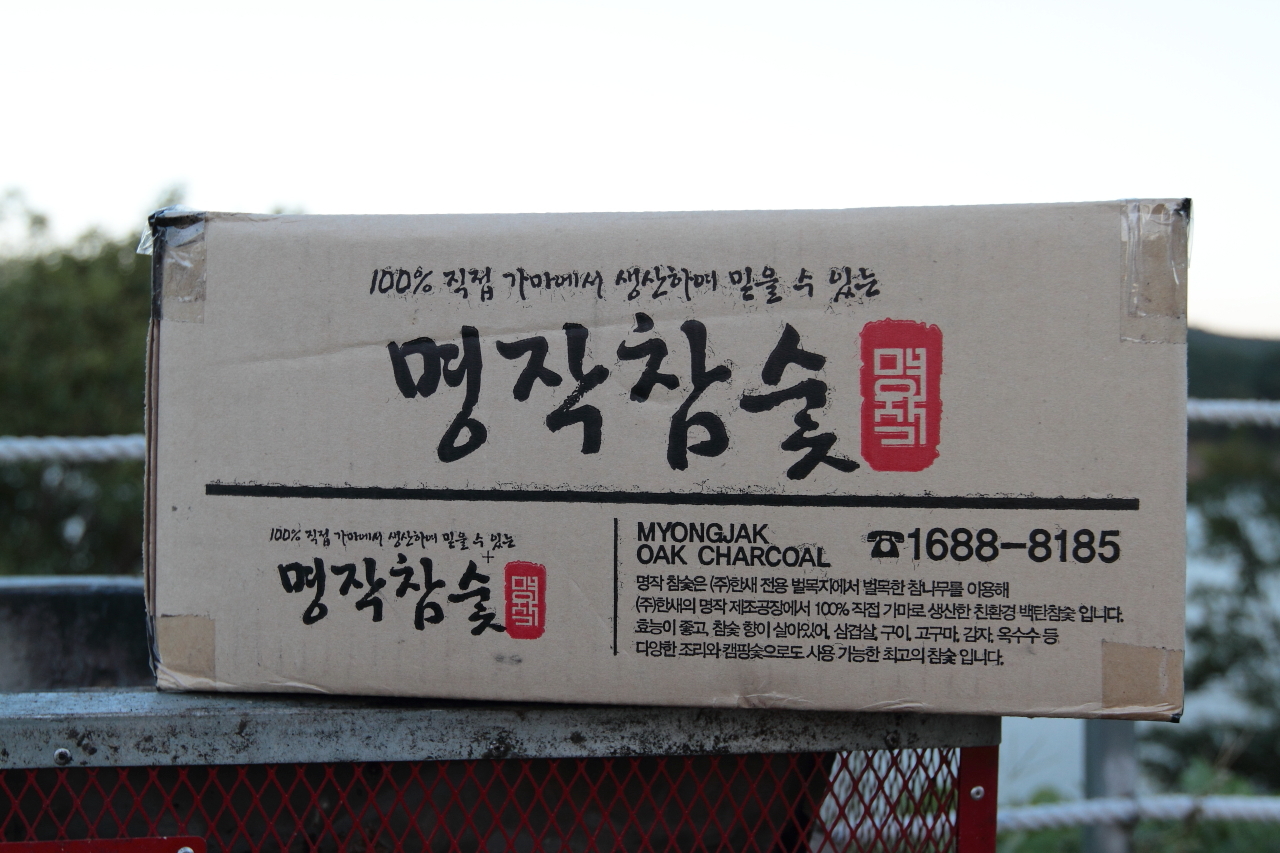 100% 직접 가마에서 생산하여 믿을 수 있는
명작참숯
명작
100% 직접 가마에서 생산하여 믿을 수 있는
명작참숯
명작
MYONGJAK
OAK CHARCOAL
☎1688-8185
명작 참숯은 (주)한새 전용 벌목지에서 벌목한 참나무를 이용해
(주)한새의 명작 제조공장에서 100% 직접 가마로 생산한 친환경 백탄참숯 입니다.
효능이 좋고, 참숯 향이 살아있어, 삼겹살, 구이, 고구마, 감자, 옥수수 등
다양한 조리와 캠핑숯으로도 사용 가능한 최고의 참숯 입니다.